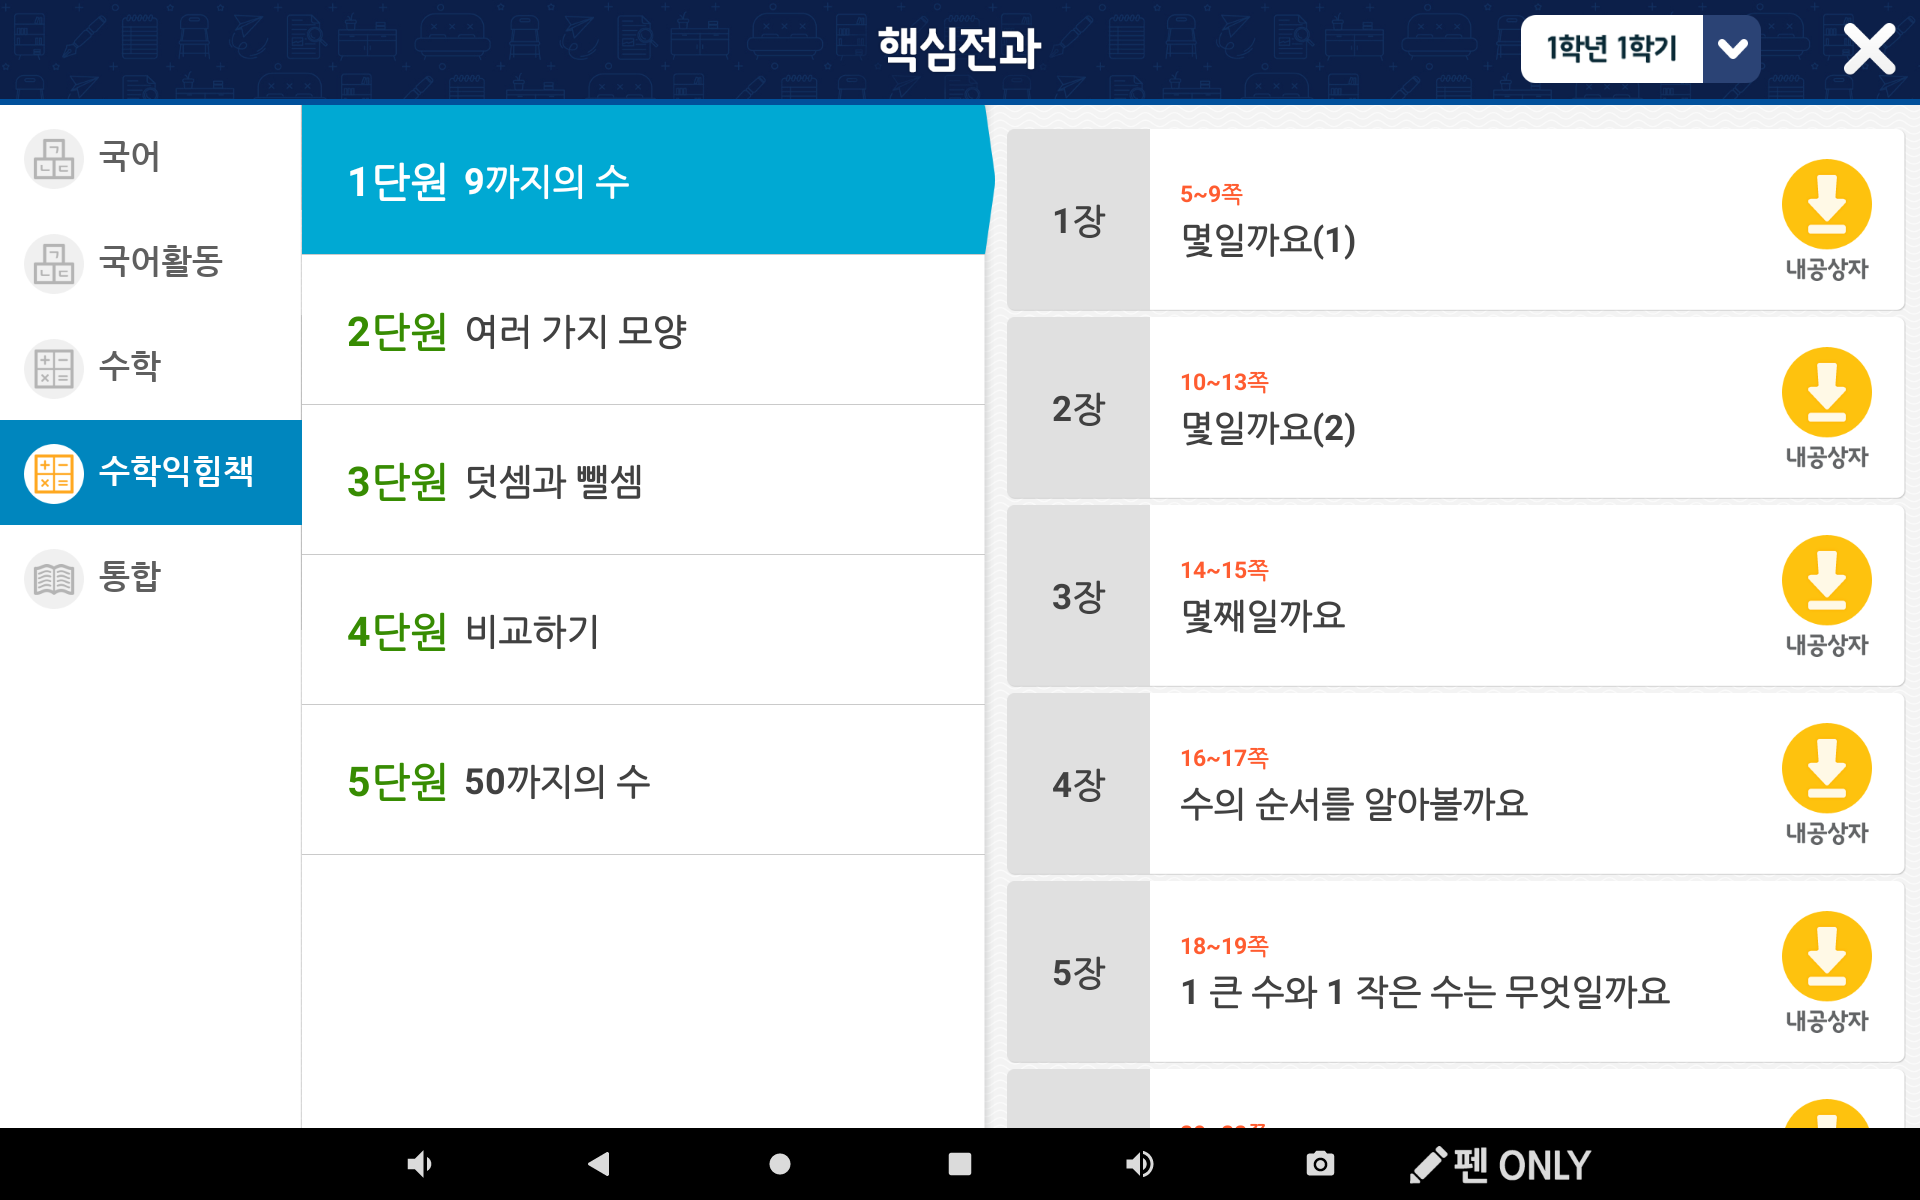 핵심전과
1학년 1학기
국어
국어활동
수학
수학익힘책
통합
1단원 9까지의 수
2단원 여러 가지 모양
3단원 덧셈과 뺄셈
4단원 비교하기
5단원 50까지의 수
1장
5~9쪽
몇일까요(1)
내공상자
2장
10~13쪽
몇일까요(2)
내공상자
3장
14~15쪽
몇째일까요
내공상자
4장
16~17쪽
수의 순서를 알아볼까요
내공상자
5장
18~19쪽
1 큰 수와 1 작은 수는 무엇일까요
내공상자
펜 ONLY